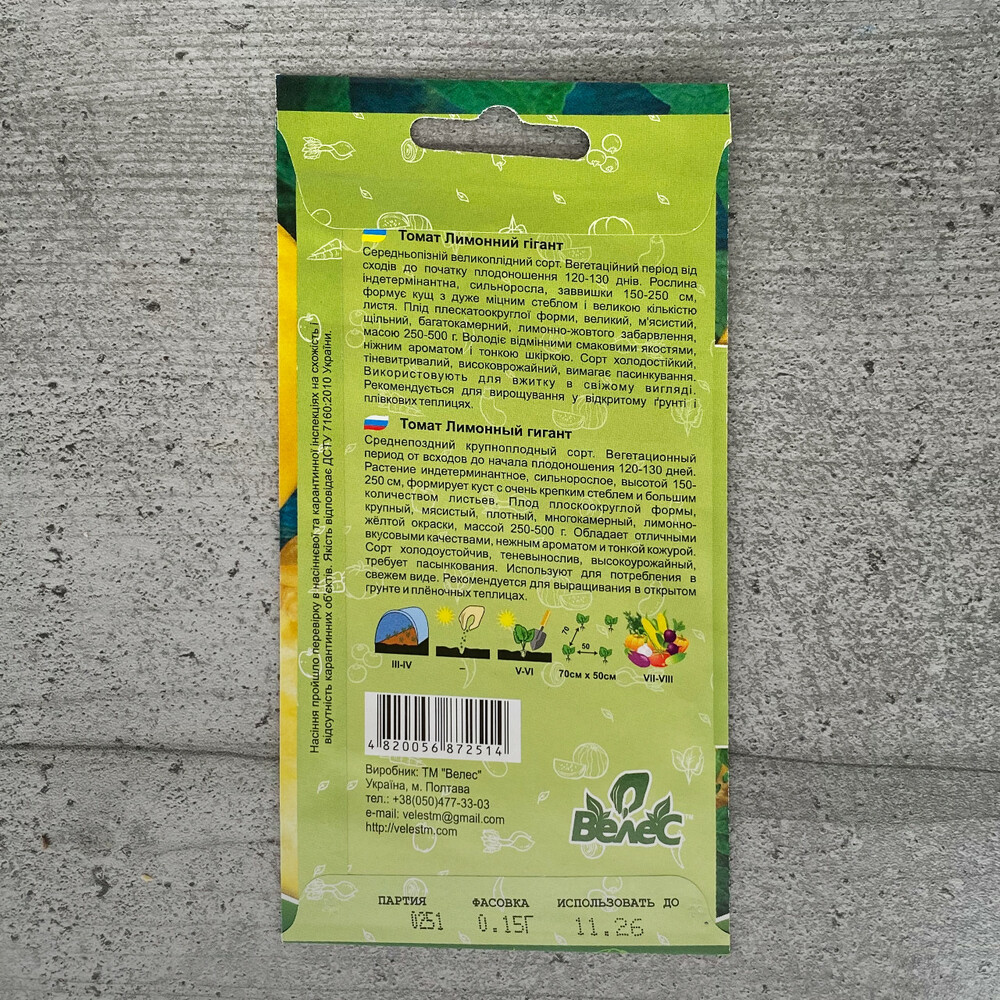 Томат Лимонний гігант
Середньопізній великоплідний сорт. Вегетаційний період від
сходів до початку плодоношення 120-130 днів. Рослина
індетермінантна, сильноросла, заввишки 150-250 см,
формує кущ з дуже міцним стеблом і великою кількістю
листя. Плід плескатоокруглої форми, великий, м'ясистий,
щільний, багатокамерний, лимонно-жовтого забарвлення,
масою 250-500 г. Володіє відмінними смаковими якостями,
ніжним ароматом і тонкою шкіркою. Сорт холодостійкий,
тіневитривалий, високоврожайний, вимагає пасинкування.
Використовують для вжитку в свіжому вигляді.
Рекомендується для вирощування у відкритому ґрунті і
плівкових теплицях.
Томат Лимонный гигант
Среднепоздний крупноплодный сорт. Вегетационный
период от всходов до начала плодоношения 120-130 дней.
Растение индетерминантное, сильнорослое, высотой 150-
250 см, формирует куст с очень крепким стеблем и большим
количеством листьев. Плод плоскоокруглой формы,
крупный, мясистый, плотный, многокамерный, лимонно-
жёлтой окраски, массой 250-500 г. Обладает отличными
вкусовыми качествами, нежным ароматом и тонкой кожурой.
Сорт холодоустойчив, теневынослив, высокоурожайный,
требует пасынкования. Используют для потребления в
свежем виде. Рекомендуется для выращивания в открытом
грунте и плёночных теплицах.
70
50
III-IV – V-VI 70см x 50см VII-VIII
4 820056 872514
Виробник: ТМ "Велес"
Україна, м. Полтава
тел.: +38(050)477-33-03
e-mail: velestm@gmail.com
http://velestm.com
Велес
ПАРТИЯ ФАСОВКА ИСПОЛЬЗОВАТЬ ДО
0251 0.15Г 11.26
Насіння пройшло перевірку в насіннєвої та карантинної інспекціях на схожість і
відсутність карантинних об'єктів. Якість відповідає ДСТУ 7160:2010 України.